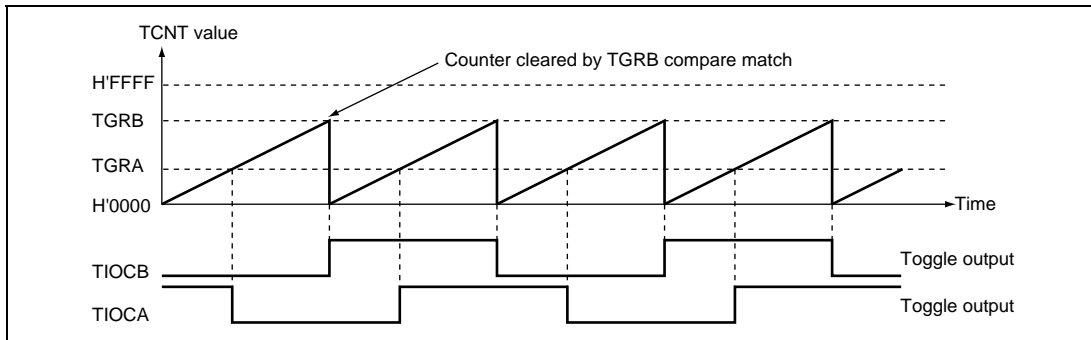 TCNT value
Counter cleared by TGRB compare match
H'FFFF
TGRB
TGRA
H'0000
Time
TIOCB
Toggle output
TIOCA
Toggle output